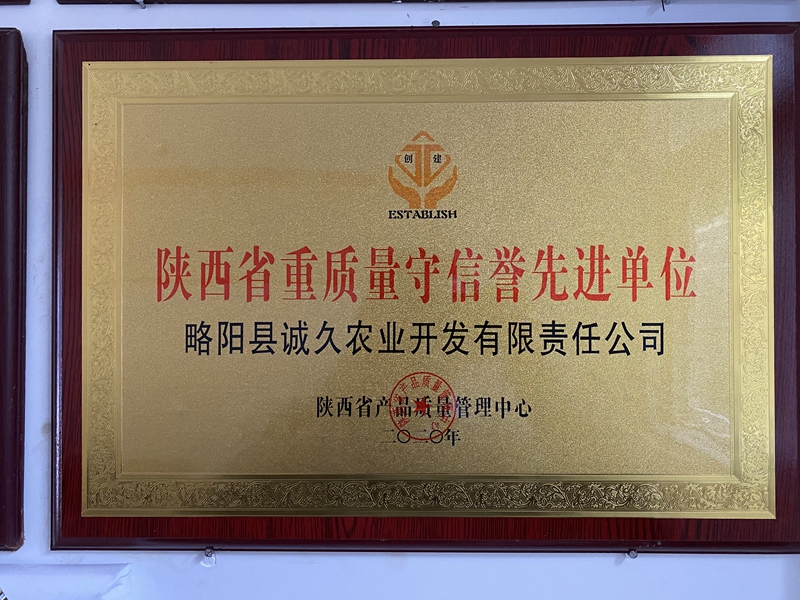 创建
ESTABLISH
陕西省重质量守信誉先进单位
略阳县诚久农业开发有限责任公司
陕西省产品质量管理中心
二〇二〇年